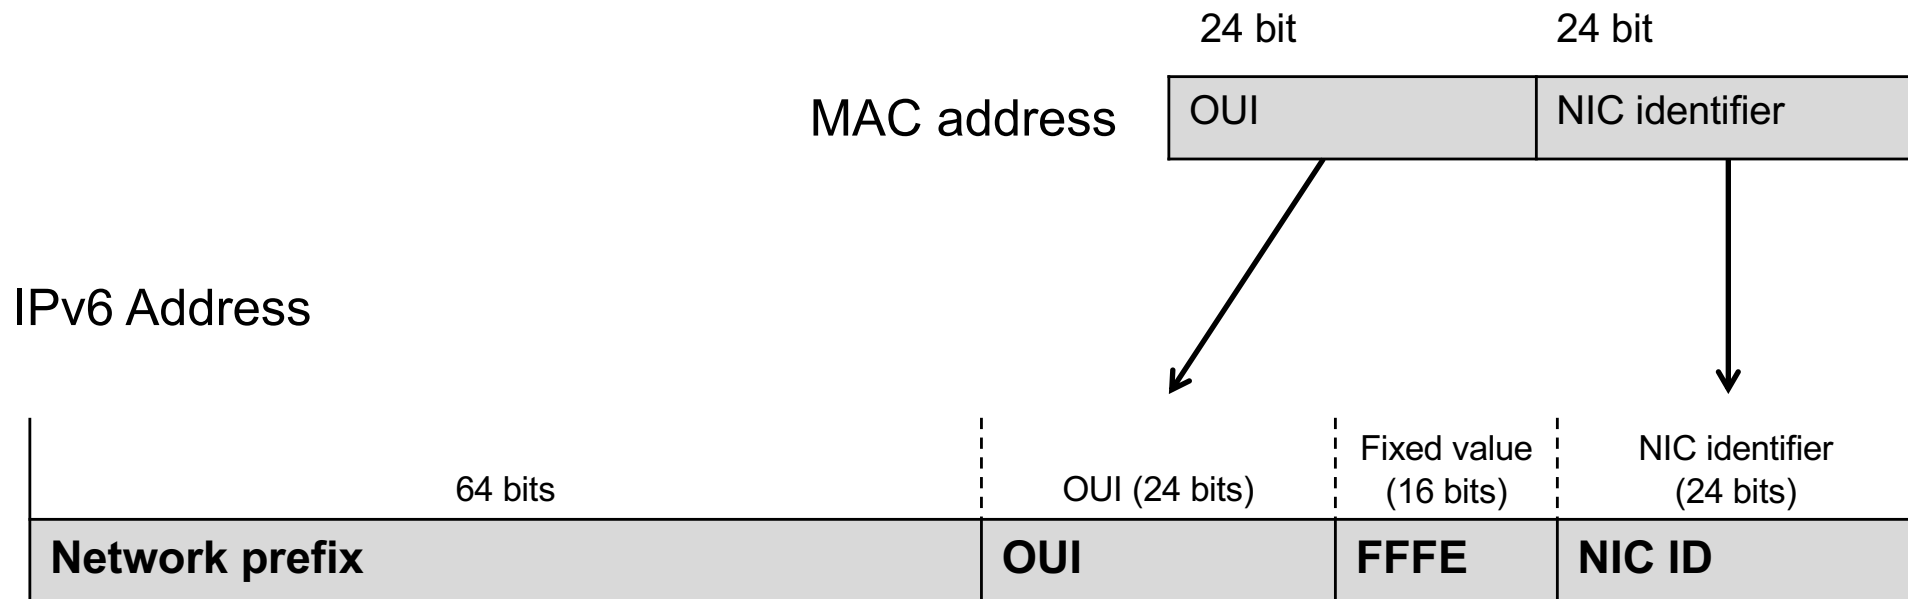 24 bit
24 bit
MAC address
OUI
NIC identifier
IPv6 Address
64 bits
OUI (24 bits)
Fixed value
(16 bits)
NIC identifier
(24 bits)
Network prefix
OUI
FFFE
NIC ID